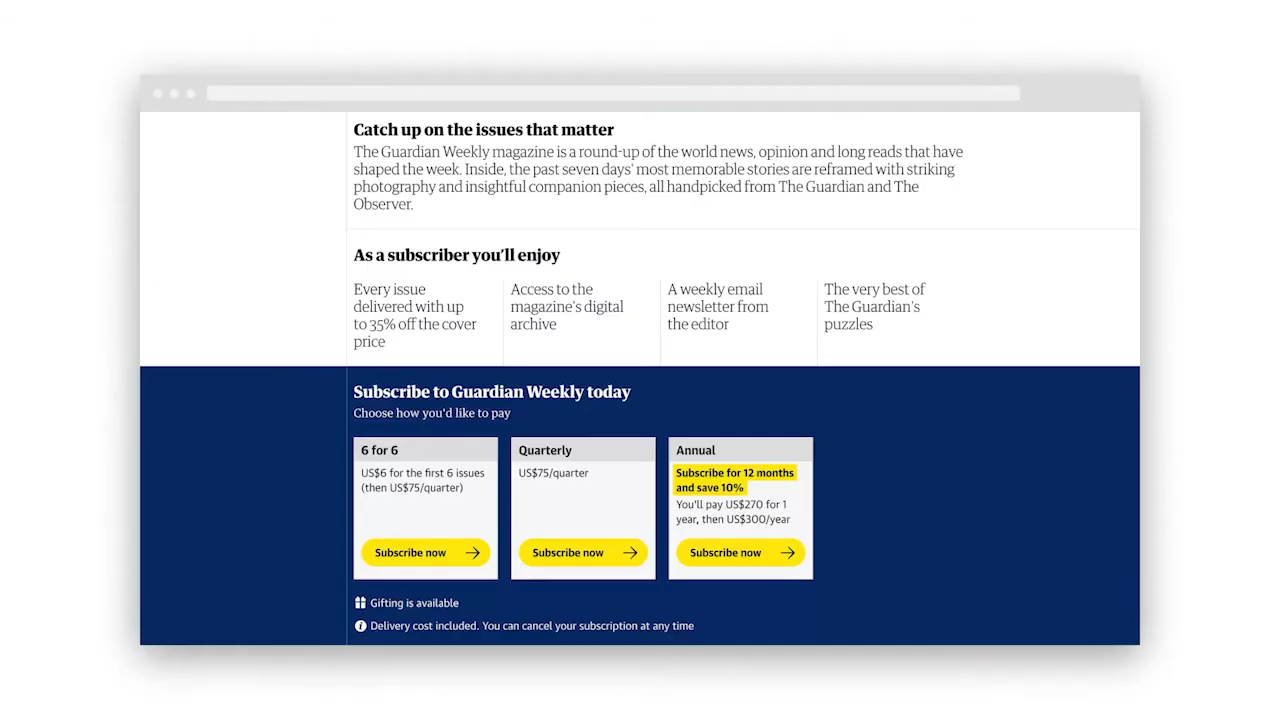 Catch up on the issues that matter
The Guardian Weekly magazine is a round-up of the world news, opinion and long reads that have
shaped the week. Inside, the past seven days' most memorable stories are reframed with striking
photography and insightful companion pieces, all handpicked from The Guardian and The
Observer.
As a subscriber you'll enjoy
Every issue
delivered with up
to 35% off the cover
price
Access to the
magazine's digital
archive
A weekly email
newsletter from
the editor
The very best of
The Guardian's
puzzles
Subscribe to Guardian Weekly today
Choose how you'd like to pay
6 for 6
US$6 for the first 6 issues
(then US$75/quarter)
Subscribe now
Quarterly
US$75/quarter
Subscribe now
Annual
Subscribe for 12 months
and save 10%
You'll pay US$270 for 1
year, then US$300/year
Subscribe now
Gifting is available
Delivery cost included. You can cancel your subscription at any time